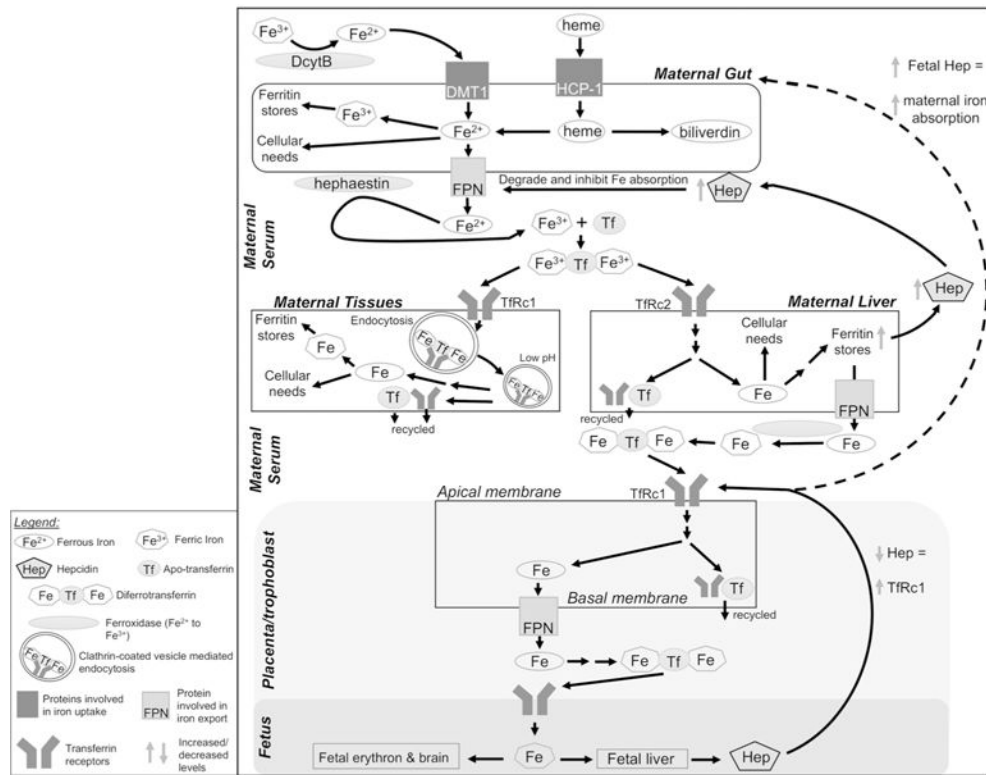 Fe3+
Fe2+
DcytB
heme
DMT1
HCP-1
Maternal Gut
Fetal Hep =
maternal iron
absorption
Ferritin
stores
Fe3+
Fe2+
heme
biliverdin
Cellular
needs
hephaestin
FPN
Degrade and inhibit Fe absorption
Hep
Fe2+
Fe3+ + Tf
Maternal
Serum
Fe3+ Tf Fe3+
Hep
TfRc1
TfRc2
Maternal Tissues
Maternal Liver
Endocytosis
Ferritin
stores
Fe
Fe Tf Fe
Low pH
Cellular
needs
Ferritin
stores
Fe
Cellular
needs
Fe Tf Fe
Tf
recycled
Tf
Fe
FPN
recycled
Fe Tf Fe
Fe
Fe
Maternal
Serum
Apical membrane
TfRc1
Hep =
TfRc1
Fe
Tf
Basal membrane
recycled
FPN
Placenta/trophoblast
Fe
Fe Tf Fe
Fetus
Fetal erythron & brain
Fe
Fetal liver
Hep
Legend:
Fe2+ Ferrous Iron
Fe3+ Ferric Iron
Hep Hepcidin
Tf Apo-transferrin
Fe Tf Fe Diferrotransferrin
Ferroxidase (Fe2+ to
Fe3+)
Fe Tf Fe
Clathrin-coated vesicle mediated
endocytosis
Proteins involved
in iron uptake
FPN
Protein
involved in
iron export
Transferrin
receptors
Increased/
decreased
levels